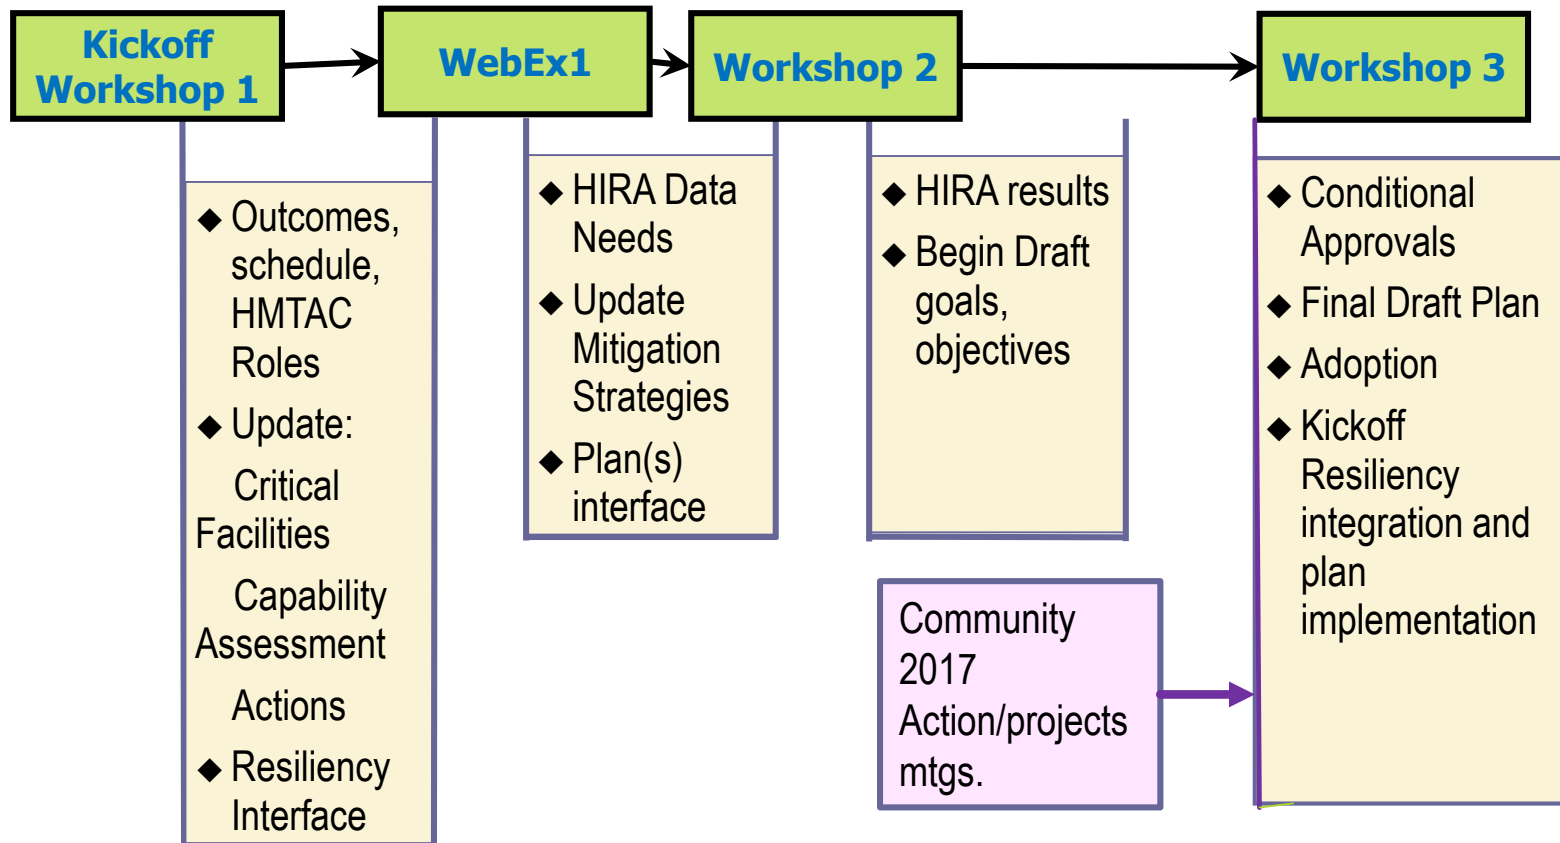 Kickoff
Workshop 1
WebEx1
Workshop 2
Workshop 3
◆ Outcomes,
schedule,
HMTAC
Roles
◆ Update:
Critical
Facilities
Capability
Assessment
Actions
◆ Resiliency
Interface
◆ HIRA Data
Needs
◆ Update
Mitigation
Strategies
◆ Plan(s)
interface
◆ HIRA results
◆ Begin Draft
goals,
objectives
Community
2017
Action/projects
mtgs.
◆ Conditional
Approvals
◆ Final Draft Plan
◆ Adoption
◆ Kickoff
Resiliency
integration and
plan
implementation